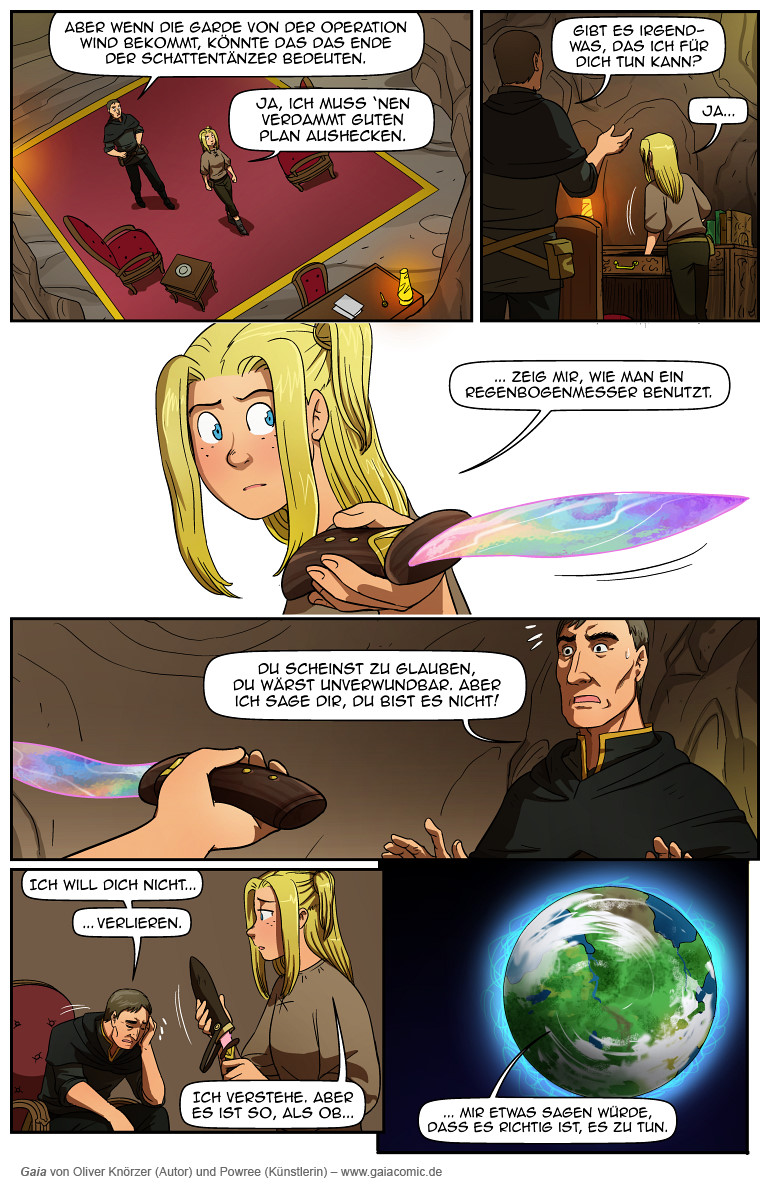 ABER WENN DIE GARDE VON DER OPERATION
WIND BEKOMMT, KÖNNTE DAS DAS ENDE
DER SCHATTENTÄNZER BEDEUTEN.
JA, ICH MUSS ‘NEN
VERDAMMT GUTEN
PLAN AUSHECKEN.
GIBT ES IRGEND-
WAS, DAS ICH FÜR
DICH TUN KANN?
JA...
... ZEIG MIR, WIE MAN EIN
REGENBOGENMESSER BENUTZT.
DU SCHEINST ZU GLAUBEN,
DU WÄRST UNVERWUNDBAR. ABER
ICH SAGE DIR, DU BIST ES NICHT!
ICH WILL DICH NICHT...
...VERLIEREN.
ICH VERSTEHE. ABER
ES IST SO, ALS OB...
... MIR ETWAS SAGEN WÜRDE,
DASS ES RICHTIG IST, ES ZU TUN.
Gaia von Oliver Knörzer (Autor) und Powree (Künstlerin) – www.gaiacomic.de